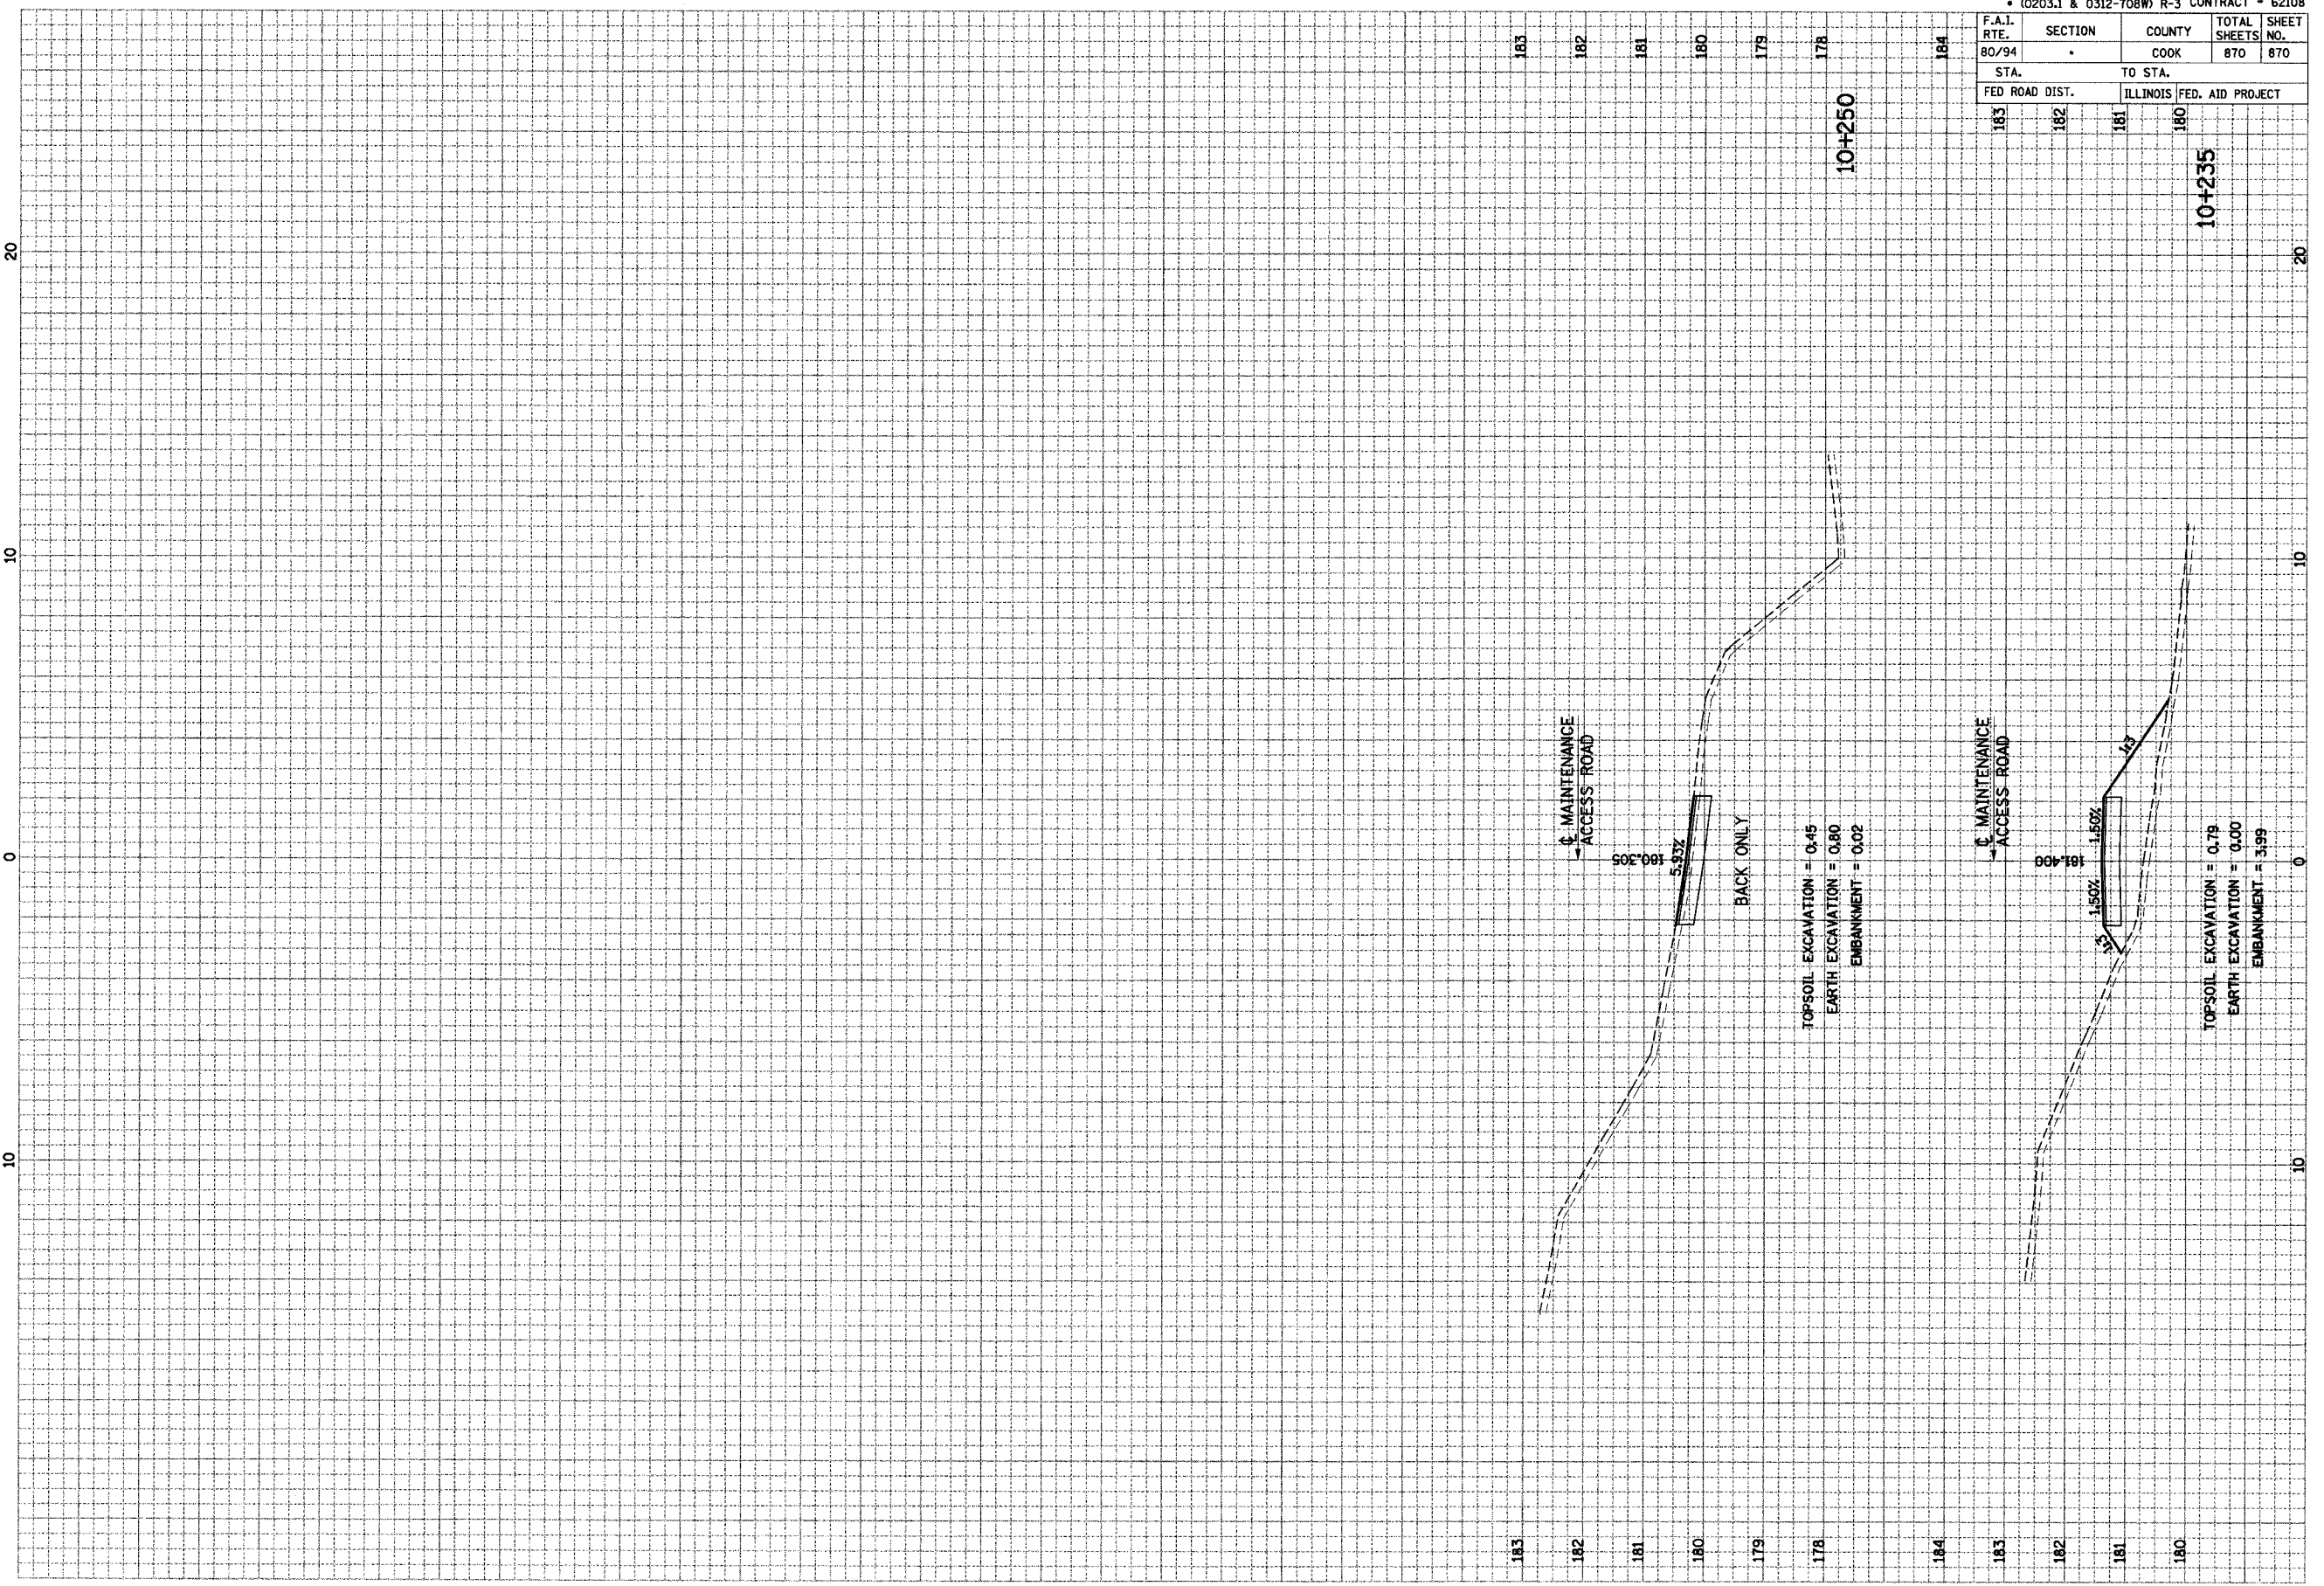 • (0203.1 & 0312-708W) R-3 CONTRACT - 62108
F.A.I. RTE. SECTION COUNTY TOTAL SHEETS SHEET NO.
80/94 • COOK 870 870
STA. TO STA.
FED ROAD DIST. ILLINOIS FED. AID PROJECT
183 182 181 180 179 178
184 183 182 181 180
10+250
10+235
20 10 0 10
20 10 0 10
℄ MAINTENANCE
ACCESS ROAD
180.305
5.93%
BACK ONLY
TOPSOIL EXCAVATION = 0.45
EARTH EXCAVATION = 0.80
EMBANKMENT = 0.02
℄ MAINTENANCE
ACCESS ROAD
181.400
1.50% 1.50%
1:3
TOPSOIL EXCAVATION = 0.79
EARTH EXCAVATION = 0.00
EMBANKMENT = 3.99
183 182 181 180 179 178
184 183 182 181 180